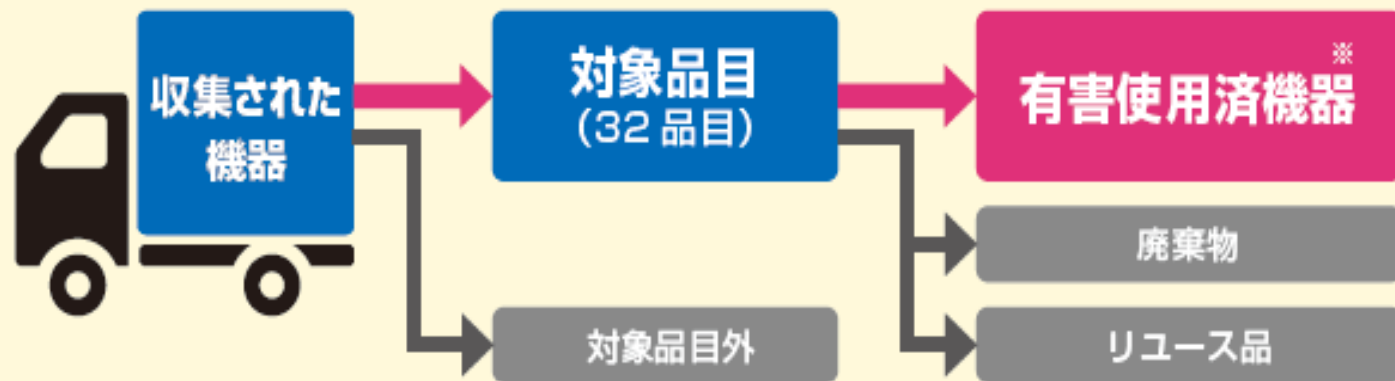 収集された
機器
対象品目
(32 品目)
※
有害使用済機器
廃棄物
対象品目外
リユース品